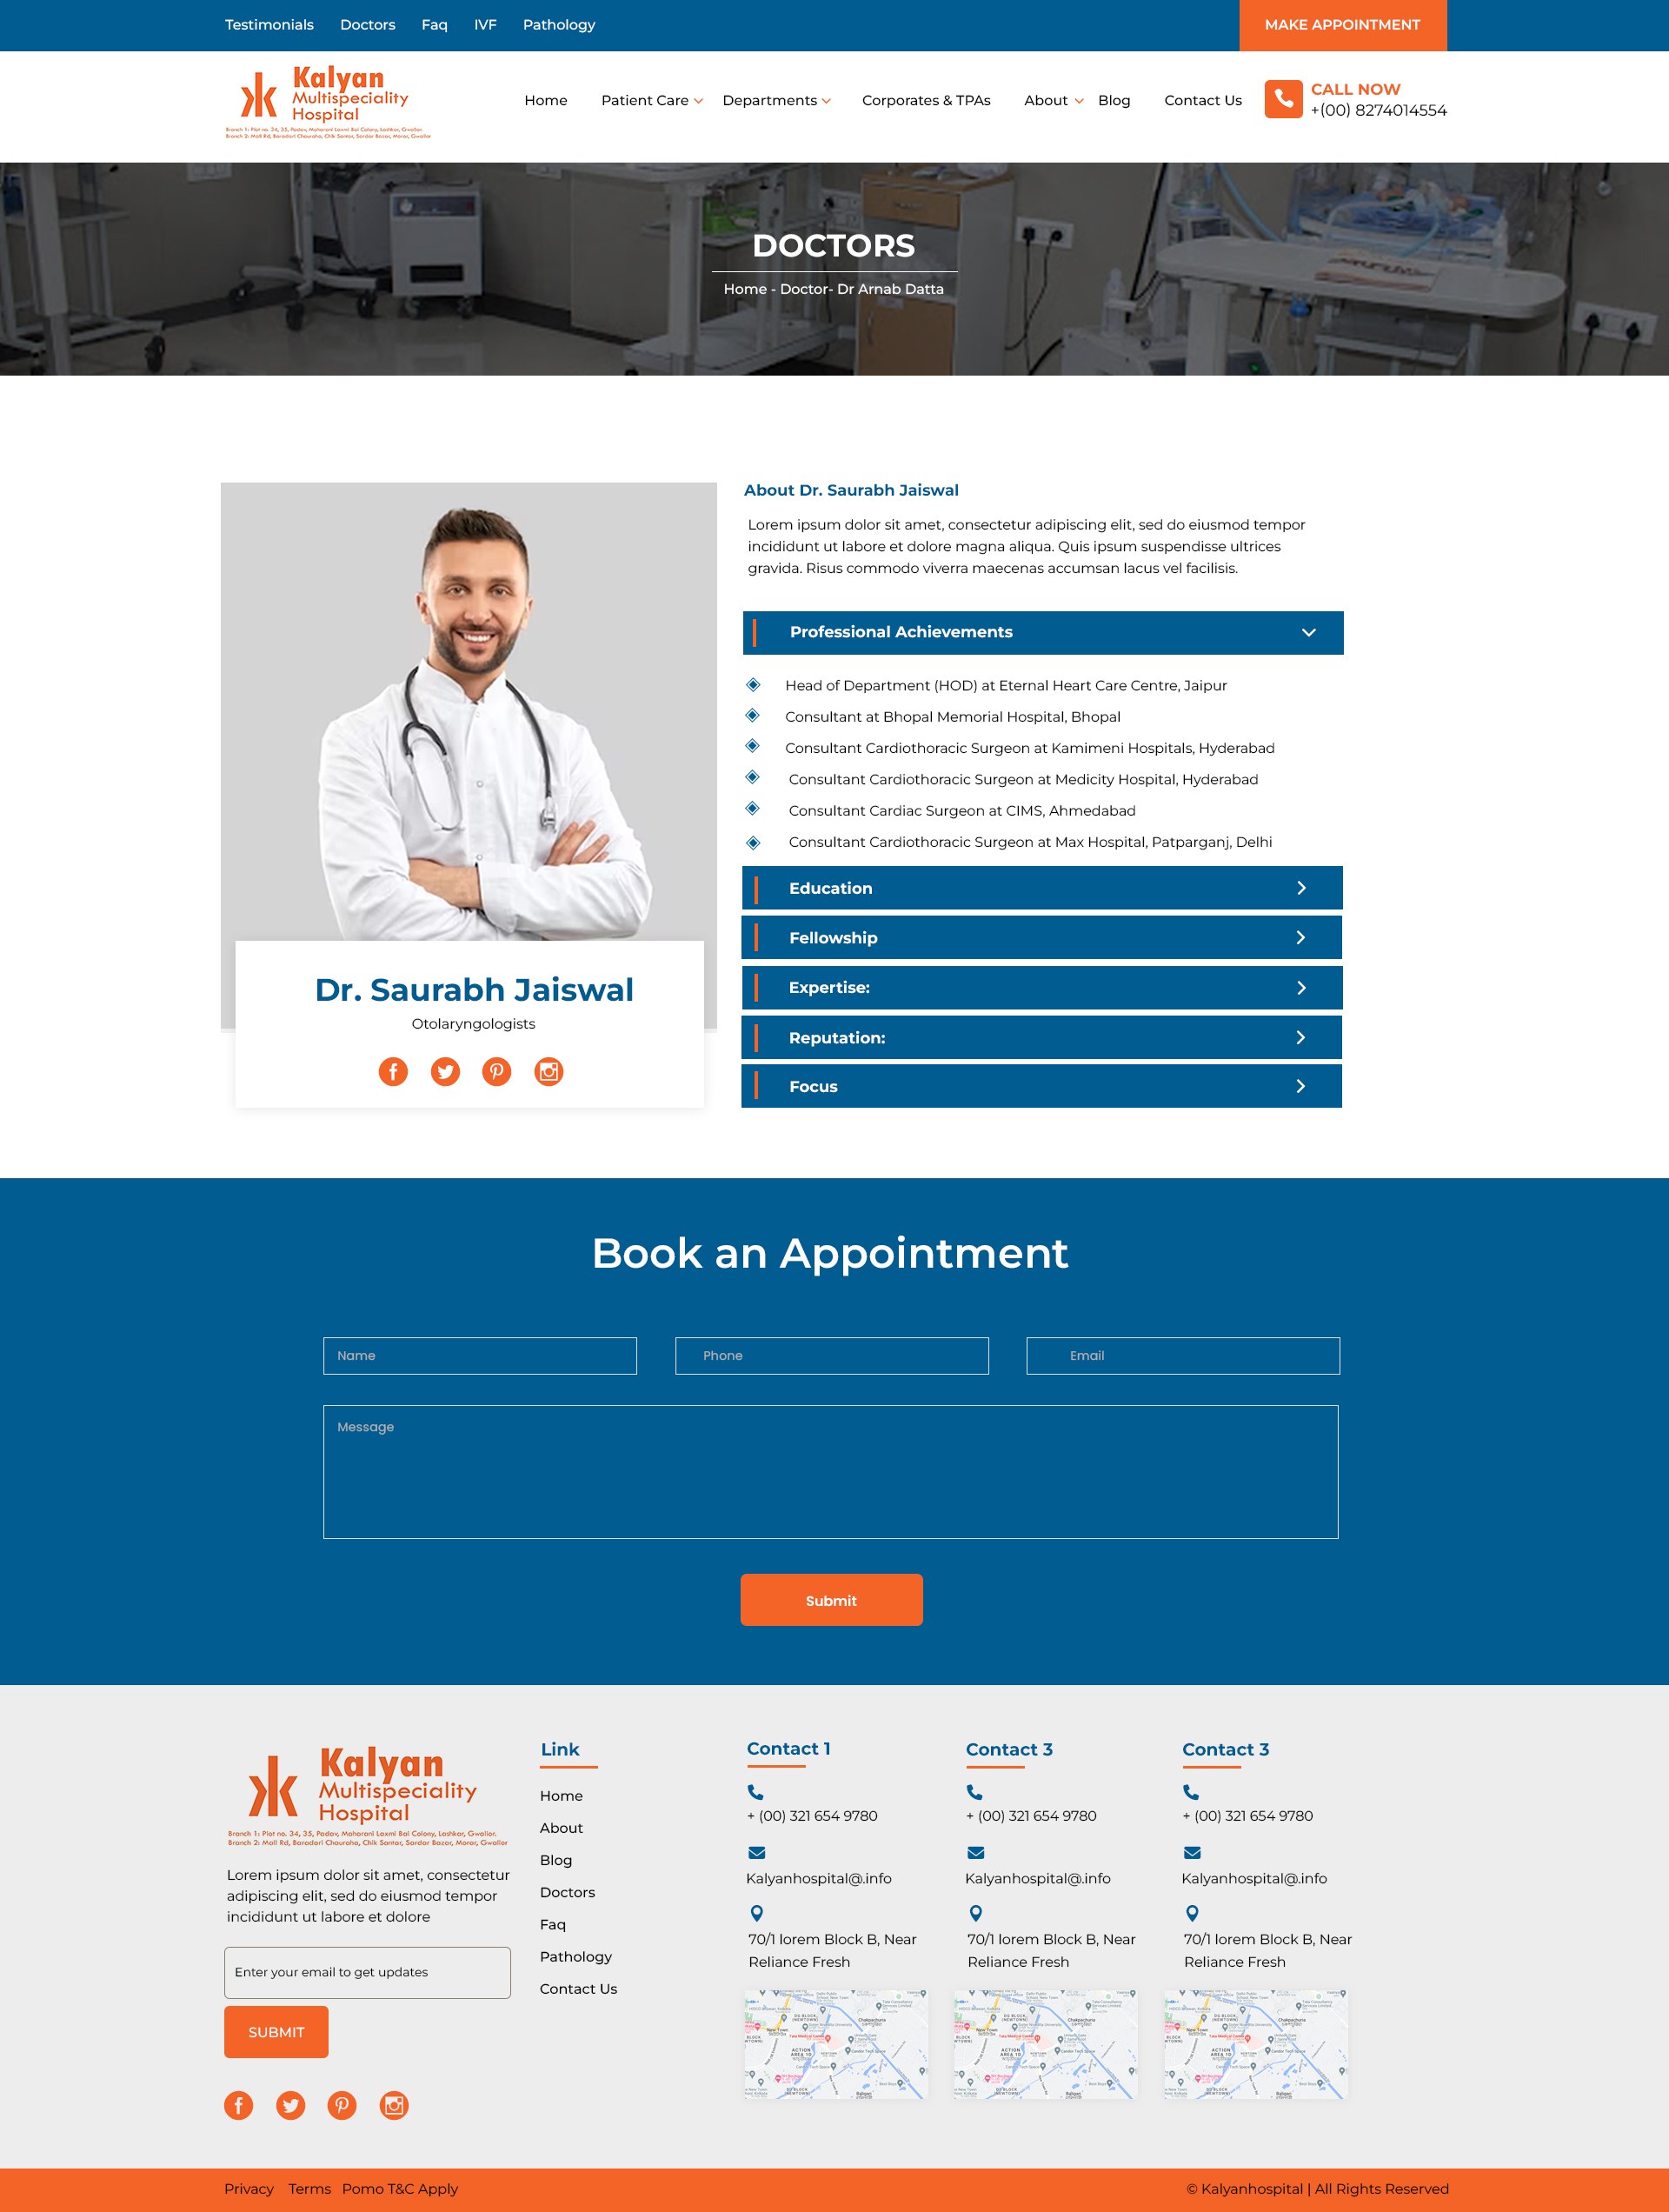 Testimonials Doctors Faq IVF Pathology MAKE APPOINTMENT
Kalyan
Multispeciality
Hospital
Branch 1: Plot no. 34, 35, Padav, Maharani Laxmi Bai Colony, Lashkar, Gwalior.
Branch 2: Mall Rd, Baradari Chauraha, Chik Santar, Sardar Bazar, Morar, Gwalior
Home Patient Care Departments Corporates & TPAs About Blog Contact Us
CALL NOW
+(00) 8274014554
DOCTORS
Home - Doctor- Dr Arnab Datta
About Dr. Saurabh Jaiswal
Lorem ipsum dolor sit amet, consectetur adipiscing elit, sed do eiusmod tempor
incididunt ut labore et dolore magna aliqua. Quis ipsum suspendisse ultrices
gravida. Risus commodo viverra maecenas accumsan lacus vel facilisis.
Professional Achievements
Head of Department (HOD) at Eternal Heart Care Centre, Jaipur
Consultant at Bhopal Memorial Hospital, Bhopal
Consultant Cardiothoracic Surgeon at Kamimeni Hospitals, Hyderabad
Consultant Cardiothoracic Surgeon at Medicity Hospital, Hyderabad
Consultant Cardiac Surgeon at CIMS, Ahmedabad
Consultant Cardiothoracic Surgeon at Max Hospital, Patparganj, Delhi
Education
Fellowship
Expertise:
Reputation:
Focus
Dr. Saurabh Jaiswal
Otolaryngologists
Book an Appointment
Name Phone Email
Message
Submit
Kalyan
Multispeciality
Hospital
Branch 1: Plot no. 34, 35, Padav, Maharani Laxmi Bai Colony, Lashkar, Gwalior.
Branch 2: Mall Rd, Baradari Chauraha, Chik Santar, Sardar Bazar, Morar, Gwalior
Lorem ipsum dolor sit amet, consectetur
adipiscing elit, sed do eiusmod tempor
incididunt ut labore et dolore
Enter your email to get updates
SUBMIT
Link
Home
About
Blog
Doctors
Faq
Pathology
Contact Us
Contact 1
+ (00) 321 654 9780
Kalyanhospital@.info
70/1 lorem Block B, Near
Reliance Fresh
Contact 3
+ (00) 321 654 9780
Kalyanhospital@.info
70/1 lorem Block B, Near
Reliance Fresh
Contact 3
+ (00) 321 654 9780
Kalyanhospital@.info
70/1 lorem Block B, Near
Reliance Fresh
Privacy Terms Pomo T&C Apply
© Kalyanhospital | All Rights Reserved